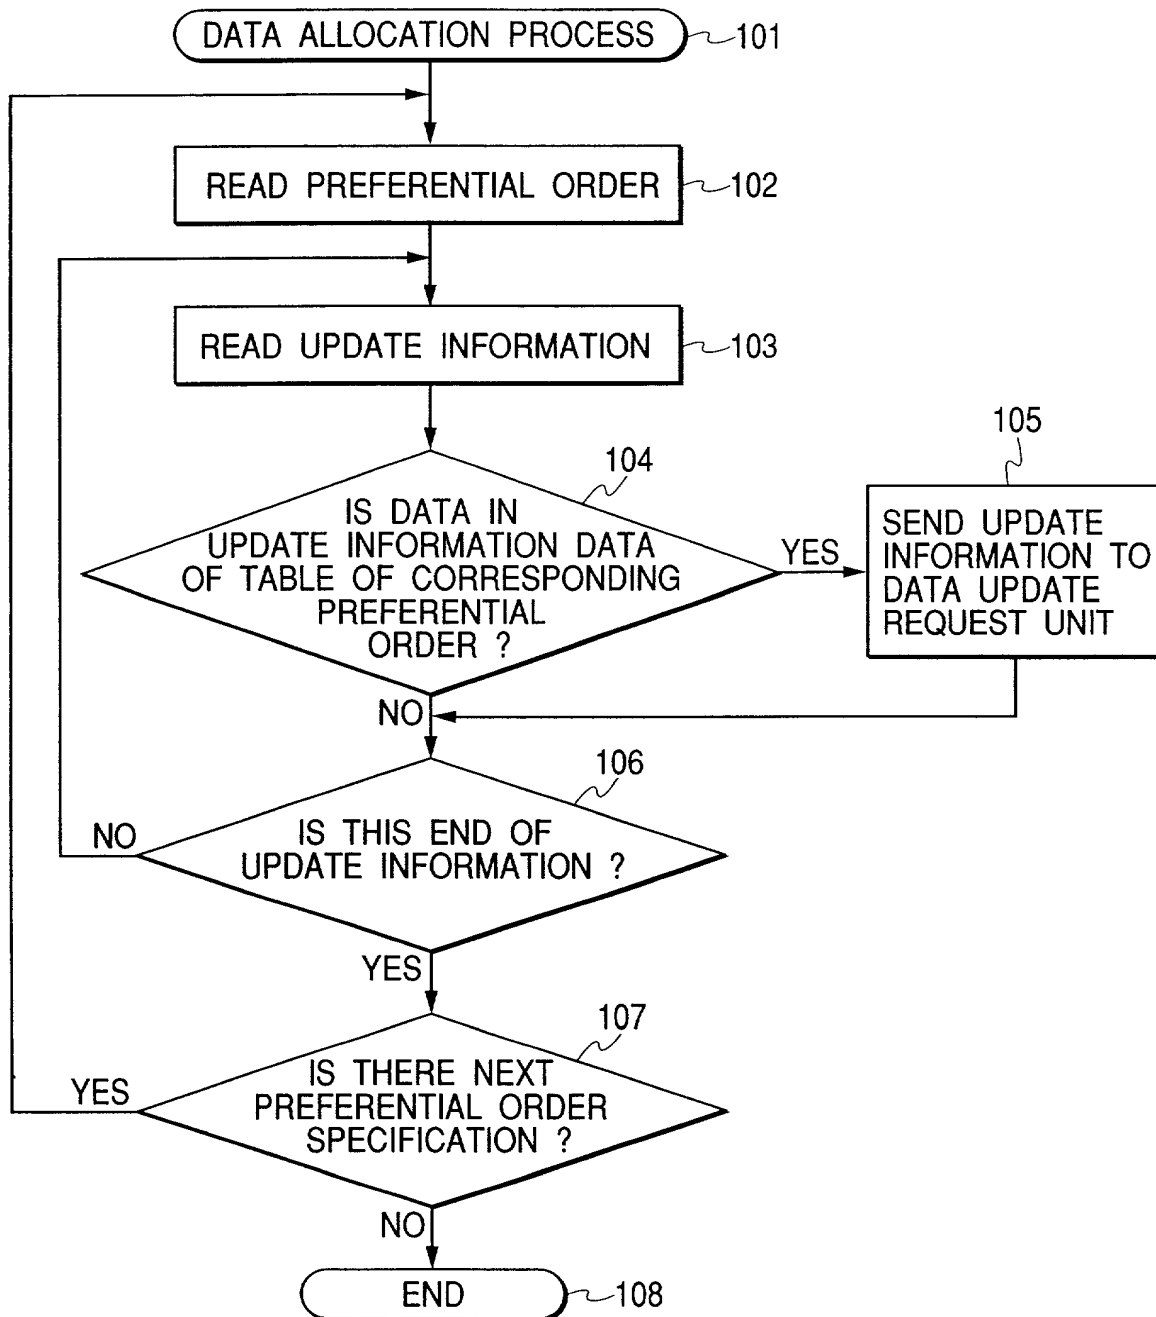 DATA ALLOCATION PROCESS
101
READ PREFERENTIAL ORDER
102
READ UPDATE INFORMATION
103
104
IS DATA IN
UPDATE INFORMATION DATA
OF TABLE OF CORRESPONDING
PREFERENTIAL
ORDER ?
YES
105
SEND UPDATE
INFORMATION TO
DATA UPDATE
REQUEST UNIT
NO
106
IS THIS END OF
UPDATE INFORMATION ?
NO
YES
107
IS THERE NEXT
PREFERENTIAL ORDER
SPECIFICATION ?
YES
NO
END
108